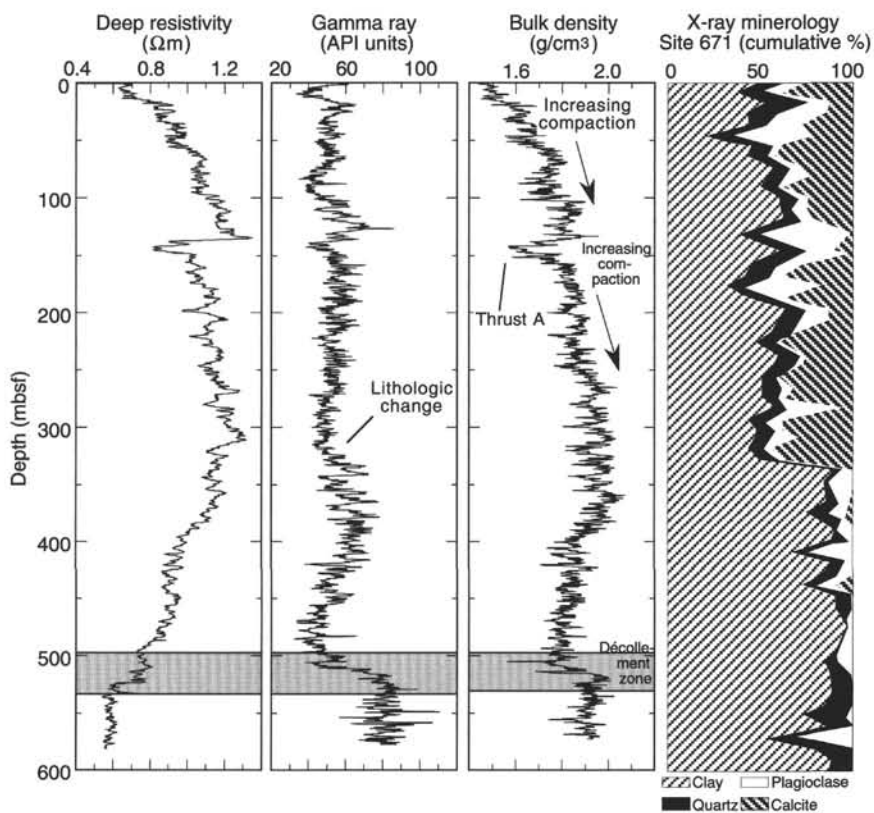 Deep resistivity
(Ωm)
Gamma ray
(API units)
Bulk density
(g/cm3)
X-ray minerology
Site 671 (cumulative %)
0.4 0.8 1.2
20 60 100
1.6 2.0
0 50 100
0
100
200
300
400
500
600
Depth (mbsf)
Increasing
compaction
Increasing
com-
paction
Thrust A
Lithologic
change
Décolle-
ment
zone
Clay
Plagioclase
Quartz
Calcite